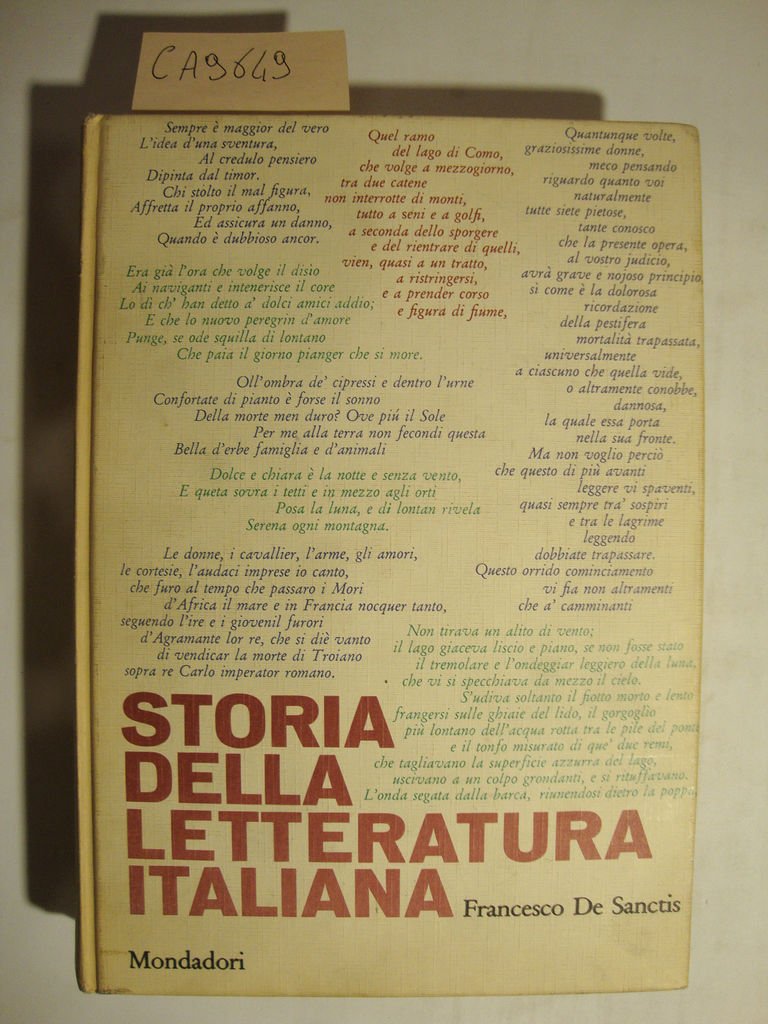 CA9649
Sempre è maggior del vero
L'idea d'una sventura,
Al credulo pensiero
Dipinta dal timor.
Chi stolto il mal figura,
Affretta il proprio affanno,
Ed assicura un danno,
Quando è dubbioso ancor.
Era già l'ora che volge il disio
Ai naviganti e intenerisce il core
Lo dì ch' han detto a' dolci amici addio;
E che lo nuovo peregrin d'amore
Punge, se ode squilla di lontano
Che paia il giorno pianger che si more.
Oll'ombra de' cipressi e dentro l'urne
Confortate di pianto è forse il sonno
Della morte men duro? Ove piú il Sole
Per me alla terra non fecondi questa
Bella d'erbe famiglia e d'animali
Dolce e chiara è la notte e senza vento,
E queta sovra i tetti e in mezzo agli orti
Posa la luna, e di lontan rivela
Serena ogni montagna.
Le donne, i cavallier, l'arme, gli amori,
le cortesie, l'audaci imprese io canto,
che furo al tempo che passaro i Mori
d'Africa il mare e in Francia nocquer tanto,
seguendo l'ire e i giovenil furori
d'Agramante lor re, che si diè vanto
di vendicar la morte di Troiano
sopra re Carlo imperator romano.
Quel ramo
del lago di Como,
che volge a mezzogiorno,
tra due catene
non interrotte di monti,
tutto a seni e a golfi,
a seconda dello sporgere
e del rientrare di quelli,
vien, quasi a un tratto,
a ristringersi,
e a prender corso
e figura di fiume,
Quantunque volte,
graziosissime donne,
meco pensando
riguardo quanto voi
naturalmente
tutte siete pietose,
tante conosco
che la presente opera,
al vostro iudicio,
avrà grave e nojoso principio,
sì come è la dolorosa
ricordazione
della pestifera
mortalità trapassata,
universalmente
a ciascuno che quella vide,
o altramente conobbe,
dannosa,
la quale essa porta
nella sua fronte.
Ma non voglio perciò
che questo di più avanti
leggere vi spaventi,
quasi sempre tra' sospiri
e tra le lagrime
leggendo
dobbiate trapassare.
Questo orrido cominciamento
vi fia non altramenti
che a' camminanti
Non tirava un alito di vento;
il lago giaceva liscio e piano, se non fosse stato
il tremolare e l'ondeggiar leggiero della luna,
che vi si specchiava da mezzo il cielo.
S'udiva soltanto il fiotto morto e lento
frangersi sulle ghiaie del lido, il gorgoglìo
più lontano dell'acqua rotta tra le pile del ponte
e il tonfo misurato di que' due remi,
che tagliavano la superficie azzurra del lago,
uscivano a un colpo grondanti, e si rituffavano.
L'onda segata dalla barca, riunendosi dietro la poppa,
STORIA
DELLA
LETTERATURA
ITALIANA
Francesco De Sanctis
Mondadori